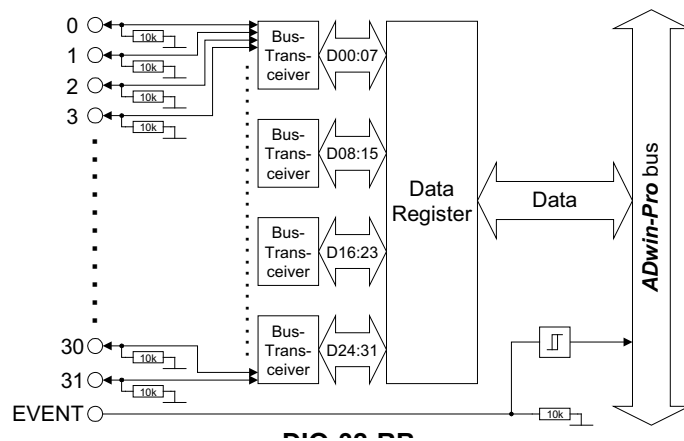 0
10k
1
10k
2
10k
3
10k
30
10k
31
10k
EVENT
Bus-
Trans-
ceiver
D00:07
Bus-
Trans-
ceiver
D08:15
Bus-
Trans-
ceiver
D16:23
Bus-
Trans-
ceiver
D24:31
Data
Register
Data
ADwin-Pro bus
10k